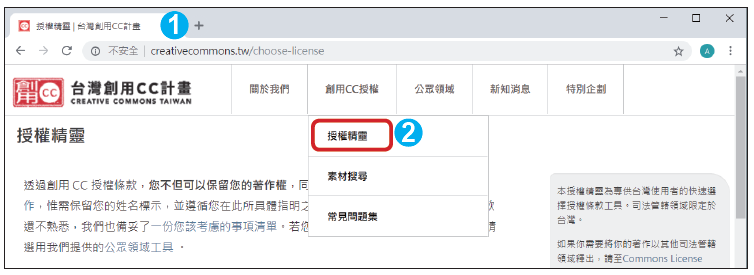 授權精靈 | 台灣創用CC計畫
1
不安全 | creativecommons.tw/choose-license
A
創用 CC 台灣創用CC計畫
CREATIVE COMMONS TAIWAN
關於我們 創用CC授權 公眾領域 新知消息 特別企劃
授權精靈
授權精靈 2
素材搜尋
常見問題集
透過創用 CC 授權條款，您不但可以保留您的著作權，同
作，惟需保留您的姓名標示，並遵循您在此所具體指明之
還不熟悉，我們也備妥了一份您該考慮的事項清單。若您
選用我們提供的公眾領域工具 。
款
請
本授權精靈為專供台灣使用者的快速選
擇授權條款工具。司法管轄領域限定於
台灣。
如果你需要將你的著作以其他司法管轄
領域釋出，請至Commons License